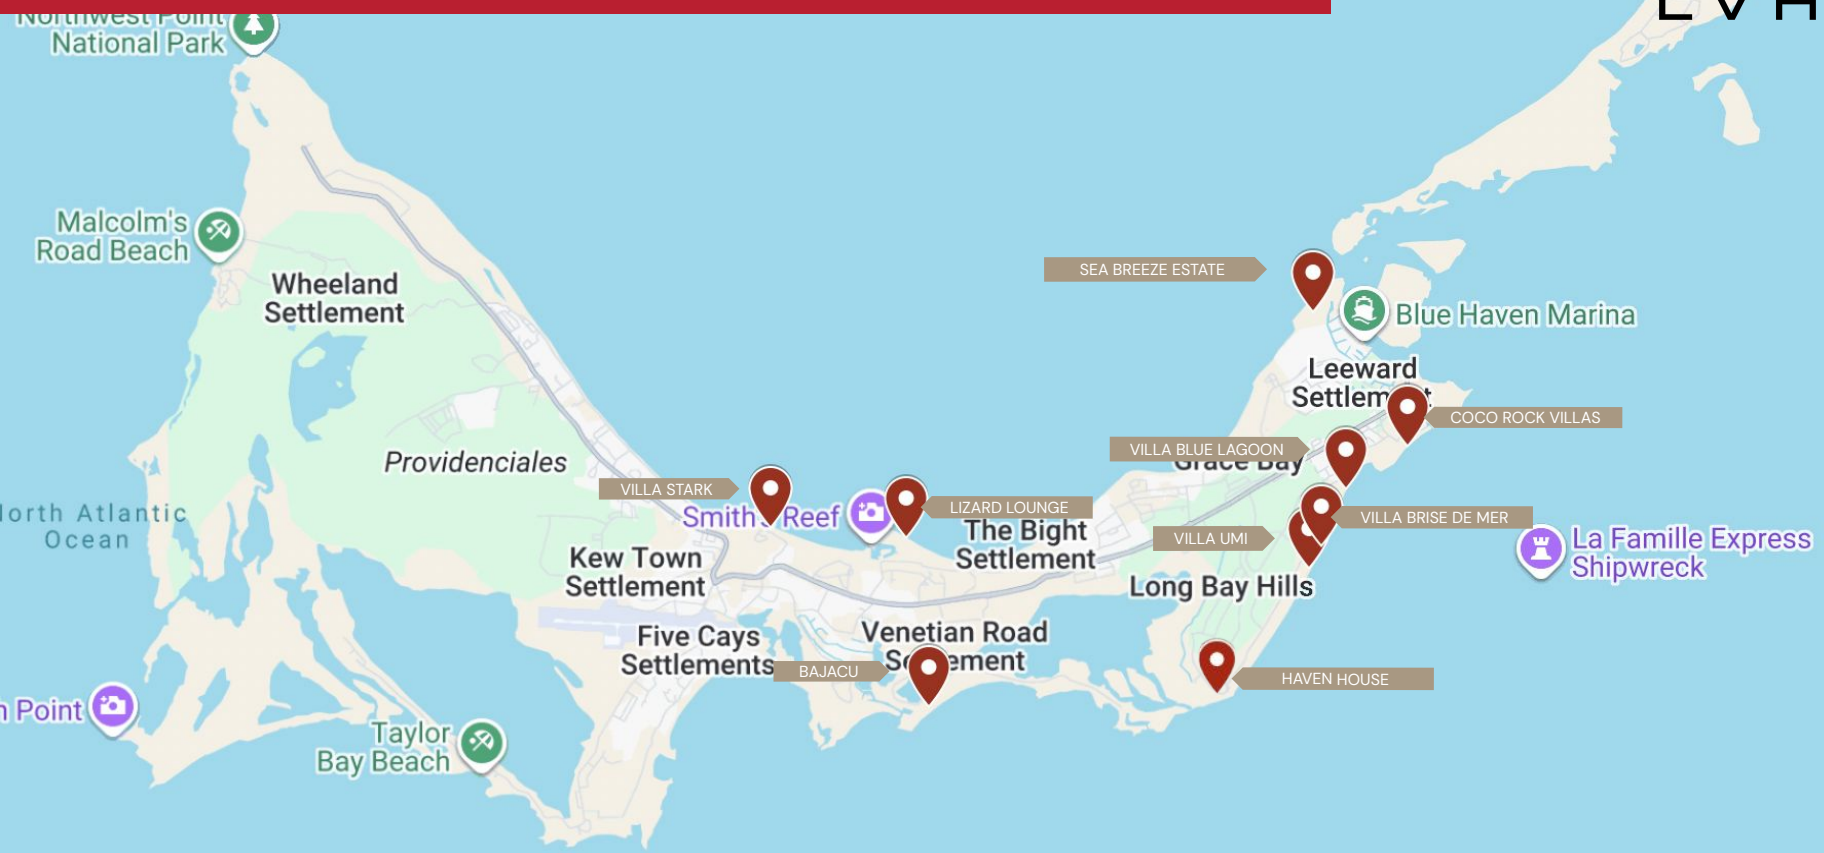 Northwest Point
National Park
LVH
Malcolm's
Road Beach
Wheeland
Settlement
SEA BREEZE ESTATE
Blue Haven Marina
Leeward
Settlement
COCO ROCK VILLAS
VILLA BLUE LAGOON
Grace Bay
Providenciales
VILLA STARK
Smith's Reef
LIZARD LOUNGE
The Bight
Settlement
VILLA BRISE DE MER
VILLA UMI
La Famille Express
Shipwreck
orth Atlantic
Ocean
Kew Town
Settlement
Long Bay Hills
Five Cays
Settlements
Venetian Road
Settlement
BAJACU
HAVEN HOUSE
n Point
Taylor
Bay Beach